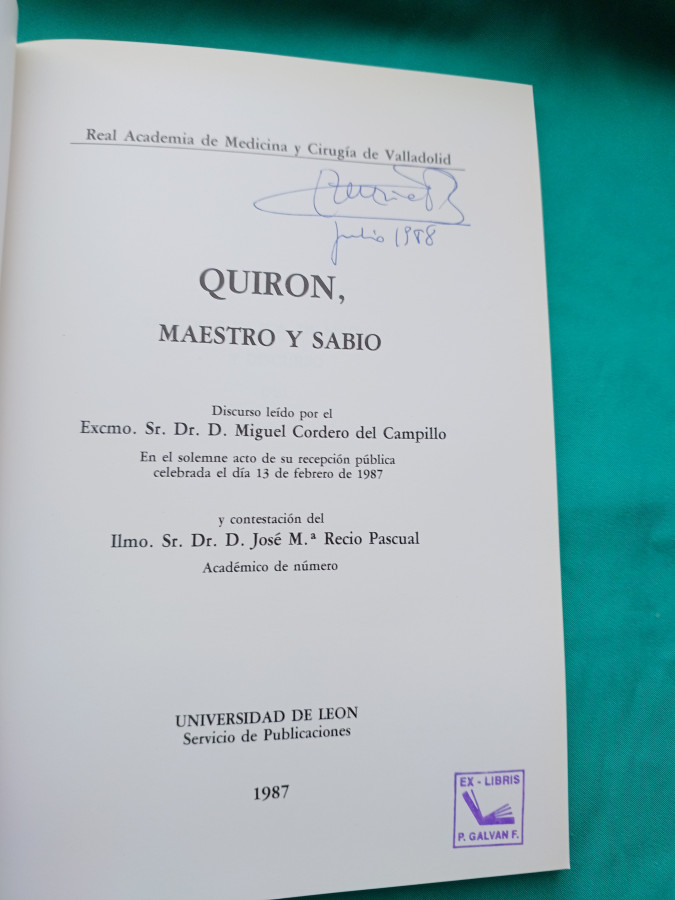 Real Academia de Medicina y Cirugía de Valladolid
Julio 1988
QUIRON,
MAESTRO Y SABIO
Discurso leído por el
Excmo. Sr. Dr. D. Miguel Cordero del Campillo
En el solemne acto de su recepción pública
celebrada el día 13 de febrero de 1987
y contestación del
Ilmo. Sr. Dr. D. José M.ª Recio Pascual
Académico de número
UNIVERSIDAD DE LEON
Servicio de Publicaciones
1987
EX - LIBRIS
P. GALVAN F.